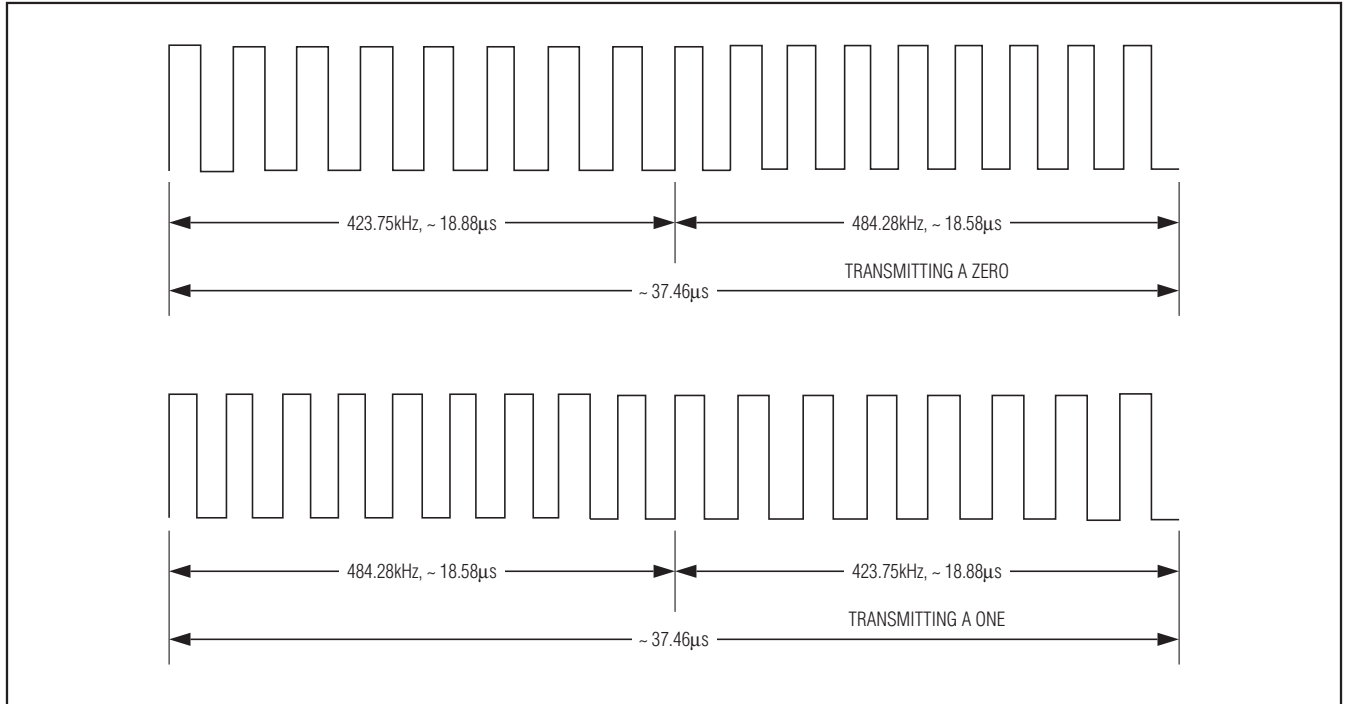 423.75kHz, ~ 18.88µs
484.28kHz, ~ 18.58µs
TRANSMITTING A ZERO
~ 37.46µs
484.28kHz, ~ 18.58µs
423.75kHz, ~ 18.88µs
TRANSMITTING A ONE
~ 37.46µs